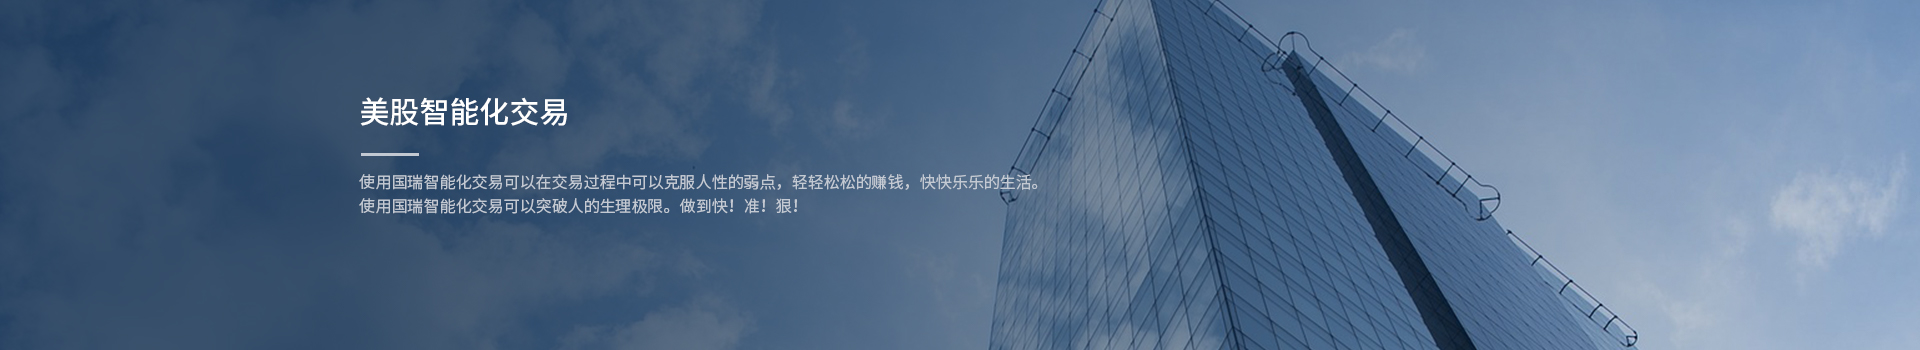 美股智能化交易
使用国瑞智能化交易可以在交易过程中可以克服人性的弱点，轻轻松松的赚钱，快快乐乐的生活。
使用国瑞智能化交易可以突破人的生理极限。做到快！准！狠！